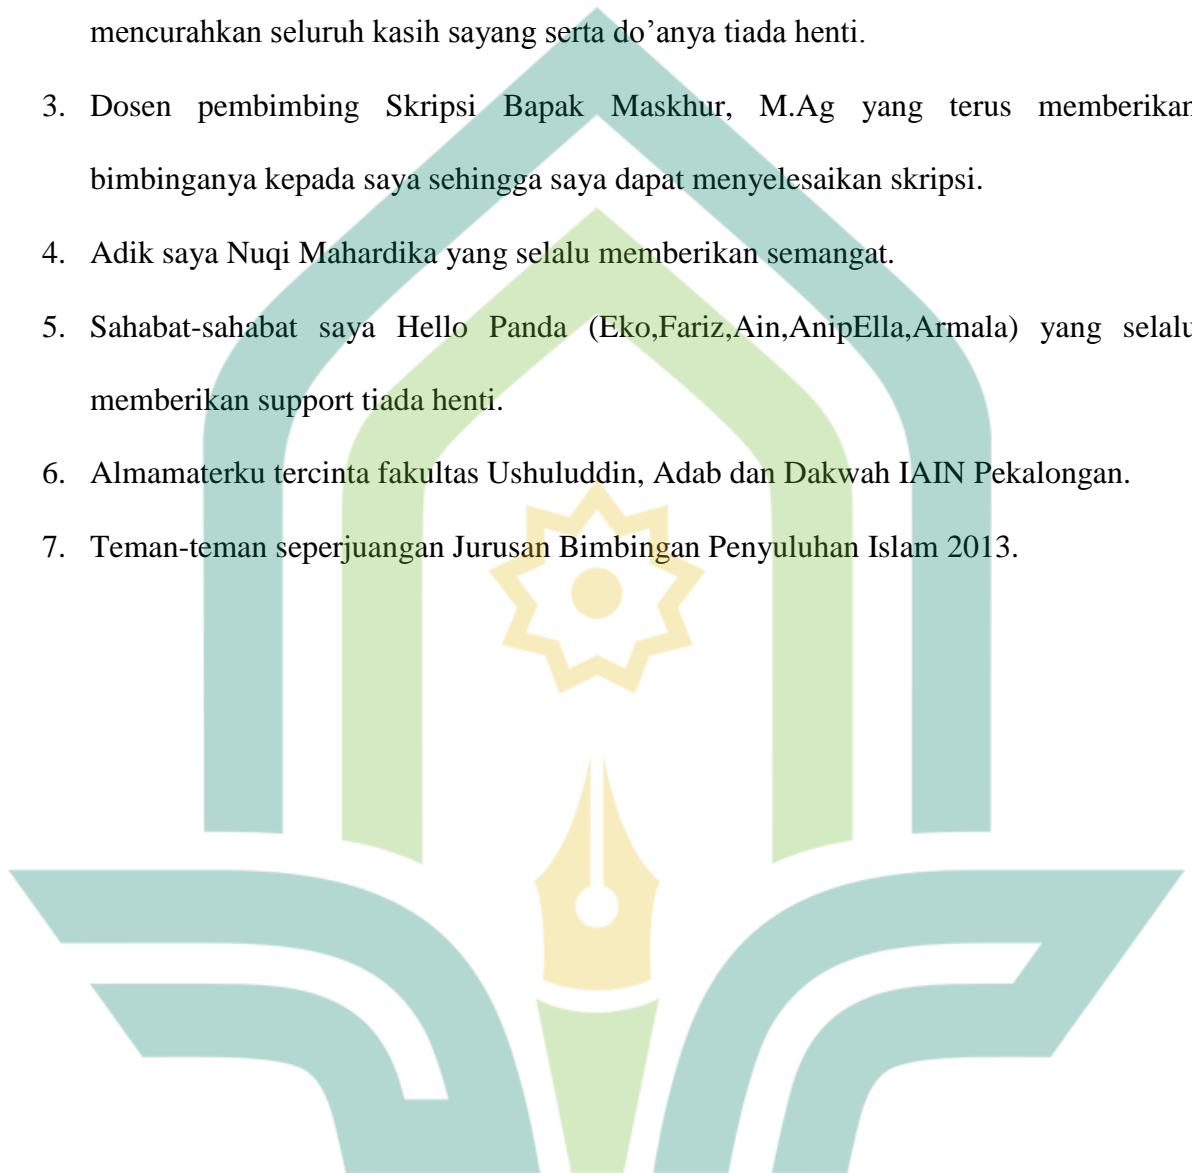 mencurahkan seluruh kasih sayang serta do’anya tiada henti.
3. Dosen pembimbing Skripsi Bapak Maskhur, M.Ag yang terus memberikan
bimbinganya kepada saya sehingga saya dapat menyelesaikan skripsi.
4. Adik saya Nuqi Mahardika yang selalu memberikan semangat.
5. Sahabat-sahabat saya Hello Panda (Eko,Fariz,Ain,AnipElla,Armala) yang selalu
memberikan support tiada henti.
6. Almamaterku tercinta fakultas Ushuluddin, Adab dan Dakwah IAIN Pekalongan.
7. Teman-teman seperjuangan Jurusan Bimbingan Penyuluhan Islam 2013.